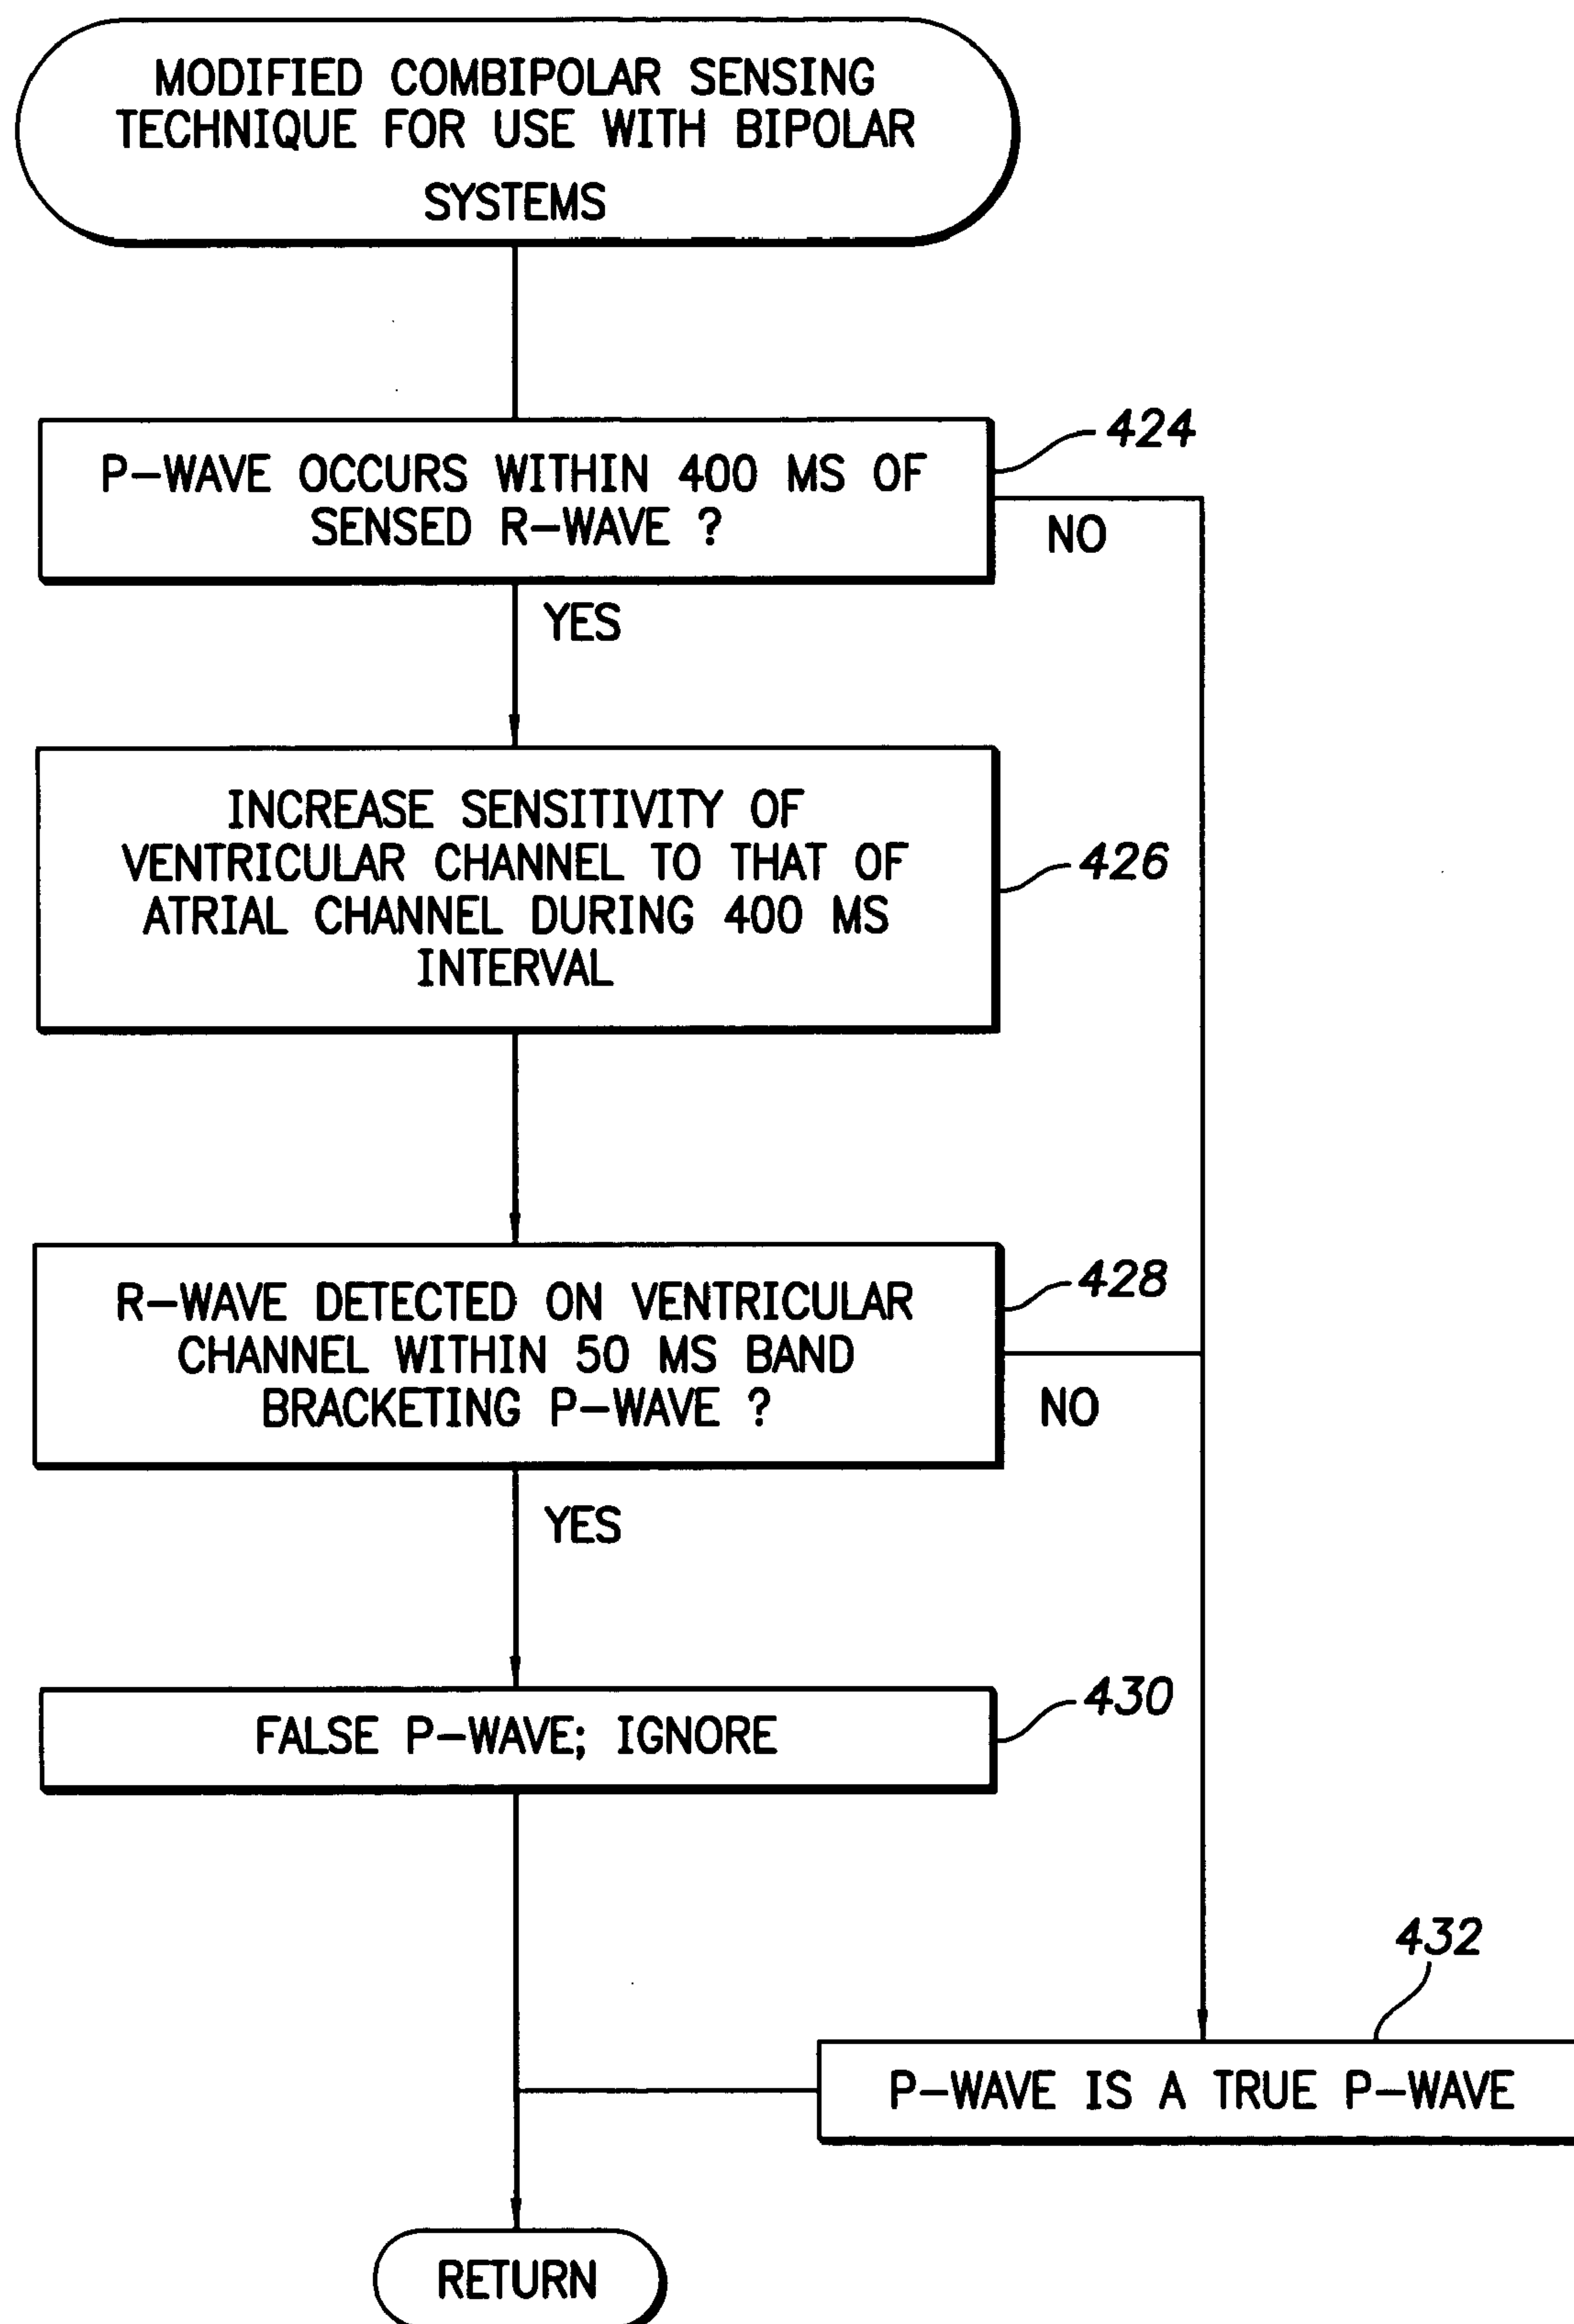 MODIFIED COMBIPOLAR SENSING
TECHNIQUE FOR USE WITH BIPOLAR
SYSTEMS
424
P-WAVE OCCURS WITHIN 400 MS OF
SENSED R-WAVE ?
NO
YES
INCREASE SENSITIVITY OF
VENTRICULAR CHANNEL TO THAT OF
ATRIAL CHANNEL DURING 400 MS
INTERVAL
426
R-WAVE DETECTED ON VENTRICULAR
CHANNEL WITHIN 50 MS BAND
BRACKETING P-WAVE ?
428
NO
YES
FALSE P-WAVE; IGNORE
430
432
P-WAVE IS A TRUE P-WAVE
RETURN